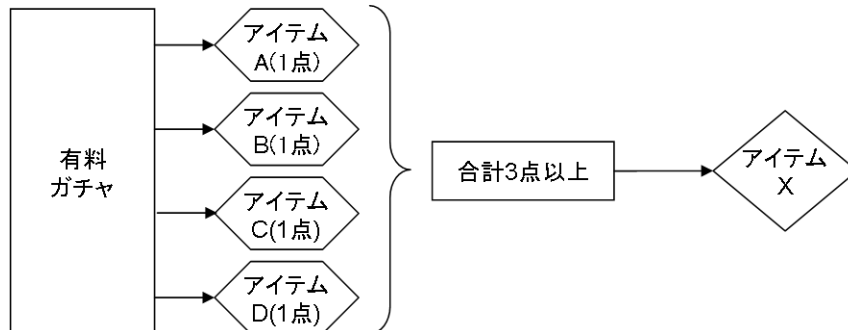 有料
ガチャ
アイテム
A(1点)
アイテム
B(1点)
アイテム
C(1点)
アイテム
D(1点)
合計3点以上
アイテム
X